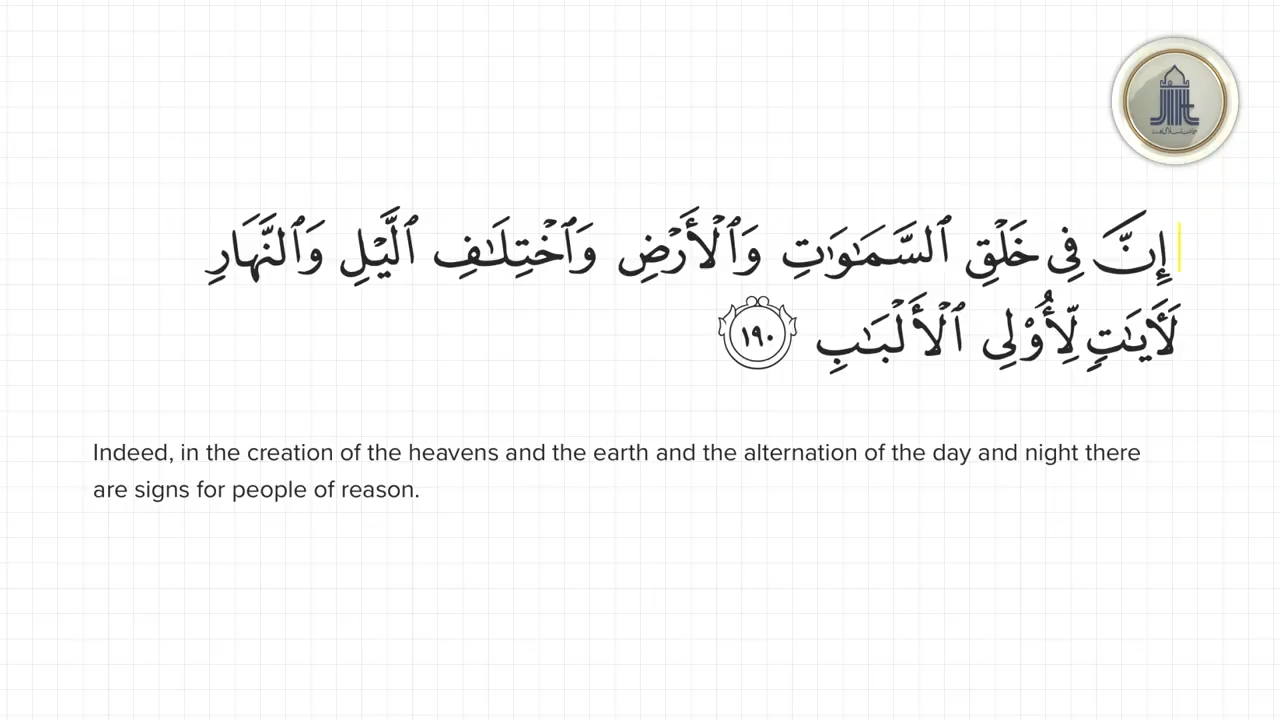 إِنَّ فِى خَلْقِ ٱلسَّمَـٰوَٰتِ وَٱلْأَرْضِ وَٱخْتِلَـٰفِ ٱلَّيْلِ وَٱلنَّهَارِ
لَـَٔايَـٰتٍۢ لِّأُو۟لِى ٱلْأَلْبَـٰبِ ١٩٠
Indeed, in the creation of the heavens and the earth and the alternation of the day and night there
are signs for people of reason.